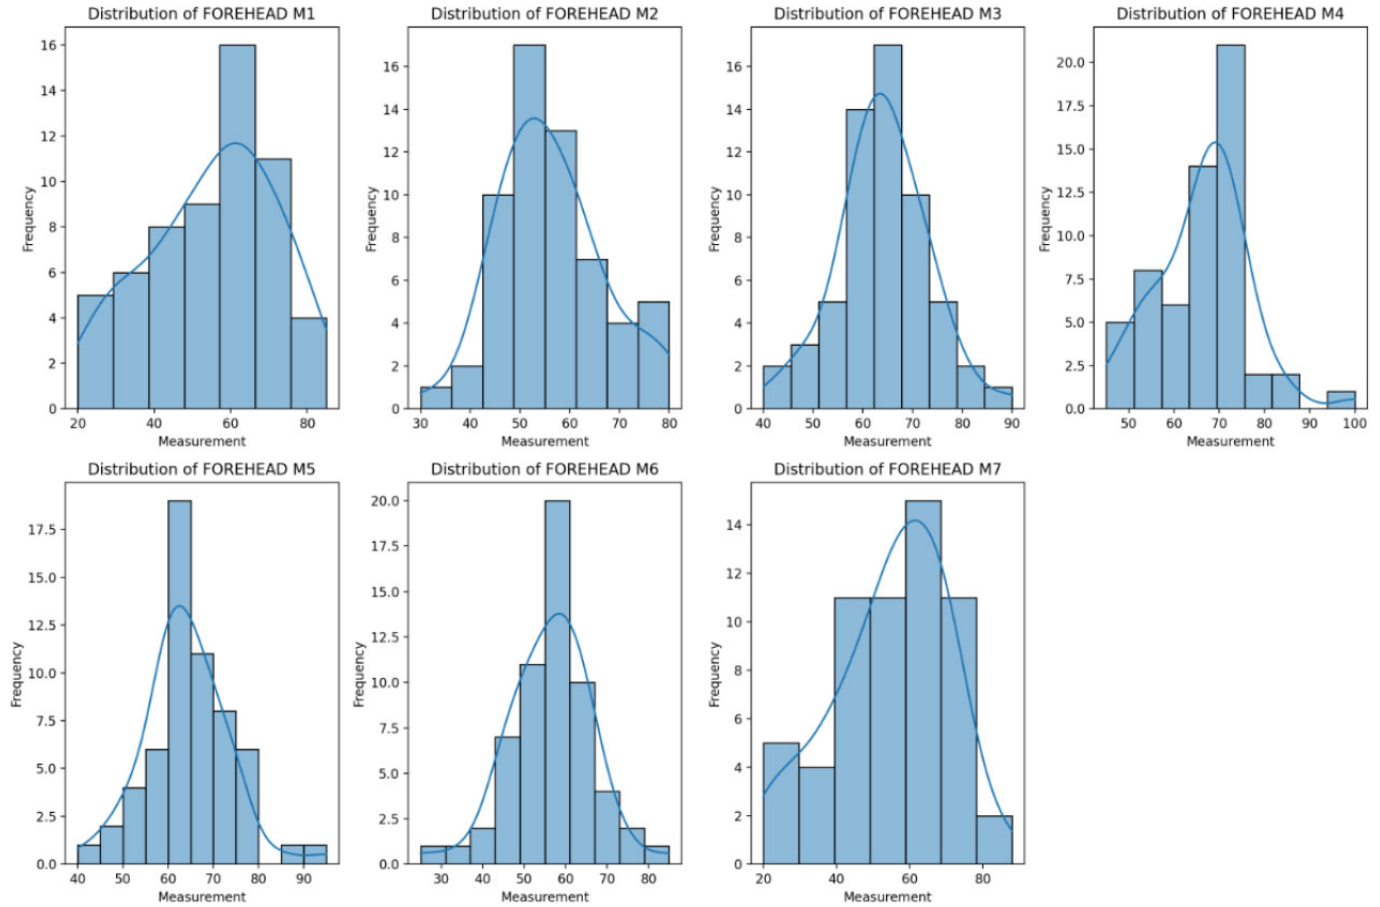 Distribution of FOREHEAD M1
Frequency
16
14
12
10
8
6
4
2
0
20 40 60 80
Measurement
Distribution of FOREHEAD M2
Frequency
16
14
12
10
8
6
4
2
0
30 40 50 60 70 80
Measurement
Distribution of FOREHEAD M3
Frequency
16
14
12
10
8
6
4
2
0
40 50 60 70 80 90
Measurement
Distribution of FOREHEAD M4
Frequency
20.0
17.5
15.0
12.5
10.0
7.5
5.0
2.5
0.0
50 60 70 80 90 100
Measurement
Distribution of FOREHEAD M5
Frequency
17.5
15.0
12.5
10.0
7.5
5.0
2.5
0.0
40 50 60 70 80 90
Measurement
Distribution of FOREHEAD M6
Frequency
20.0
17.5
15.0
12.5
10.0
7.5
5.0
2.5
0.0
30 40 50 60 70 80
Measurement
Distribution of FOREHEAD M7
Frequency
14
12
10
8
6
4
2
0
20 40 60 80
Measurement